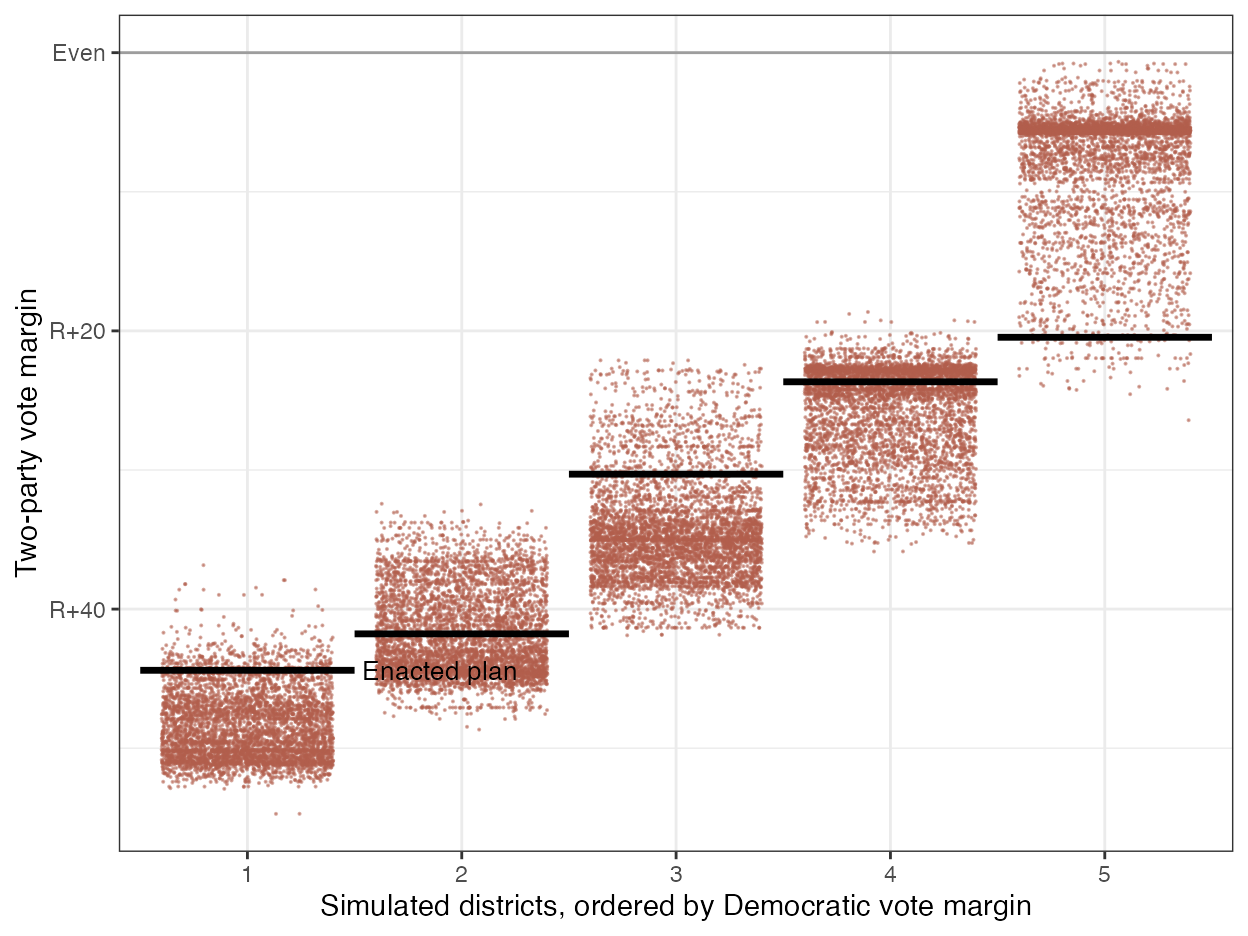 Two-party vote margin
Even
R+20
R+40
Enacted plan
1 2 3 4 5
Simulated districts, ordered by Democratic vote margin